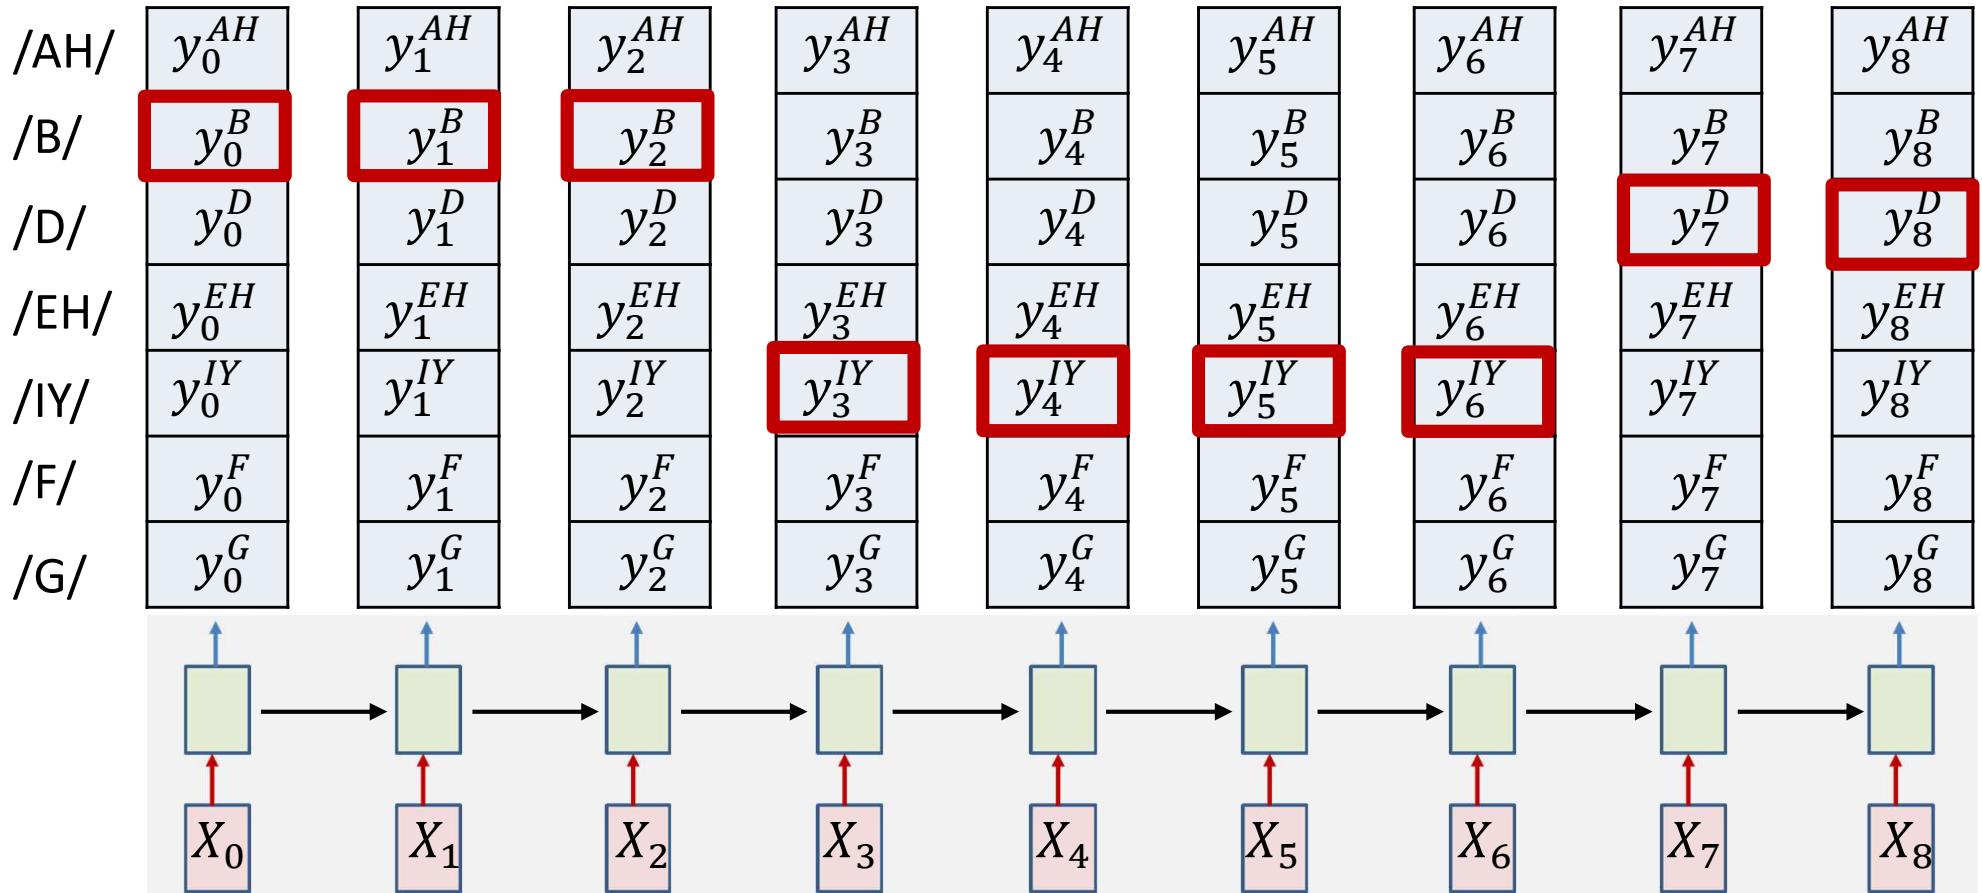 /AH/ y_0^{AH} y_1^{AH} y_2^{AH} y_3^{AH} y_4^{AH} y_5^{AH} y_6^{AH} y_7^{AH} y_8^{AH}
/B/ y_0^B y_1^B y_2^B y_3^B y_4^B y_5^B y_6^B y_7^B y_8^B
/D/ y_0^D y_1^D y_2^D y_3^D y_4^D y_5^D y_6^D y_7^D y_8^D
/EH/ y_0^{EH} y_1^{EH} y_2^{EH} y_3^{EH} y_4^{EH} y_5^{EH} y_6^{EH} y_7^{EH} y_8^{EH}
/IY/ y_0^{IY} y_1^{IY} y_2^{IY} y_3^{IY} y_4^{IY} y_5^{IY} y_6^{IY} y_7^{IY} y_8^{IY}
/F/ y_0^F y_1^F y_2^F y_3^F y_4^F y_5^F y_6^F y_7^F y_8^F
/G/ y_0^G y_1^G y_2^G y_3^G y_4^G y_5^G y_6^G y_7^G y_8^G
X_0 X_1 X_2 X_3 X_4 X_5 X_6 X_7 X_8